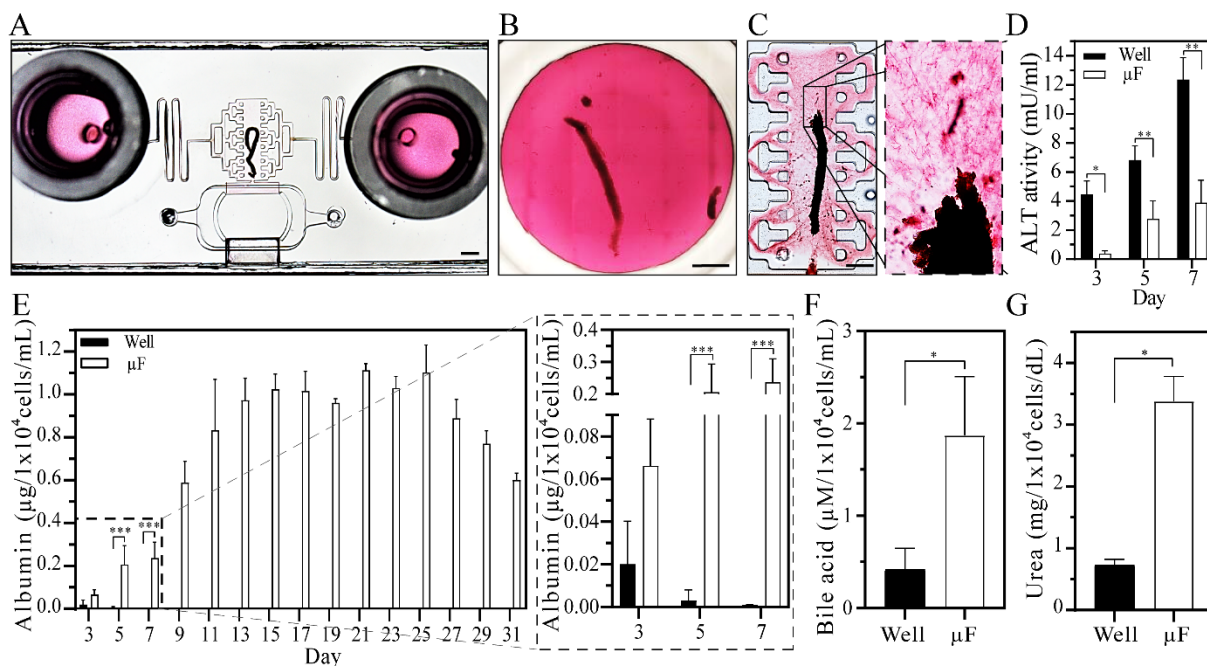 A
B
C
D
Well
µF
ALT ativity (mU/ml)
14
12
10
8
6
4
2
0
*
**
**
3 5 7
Day
E
Well
µF
Albumin (µg/1x10⁴cells/mL)
1.2
1.0
0.8
0.6
0.4
0.2
0.0
***
***
3 5 7 9 11 13 15 17 19 21 23 25 27 29 31
Day
Albumin (µg/1x10⁴cells/mL)
0.4
0.3
0.2
0.08
0.06
0.04
0.02
0.00
***
***
3 5 7
F
Bile acid (µM/1x10⁴cells/mL)
3
2
1
0
*
Well µF
G
Urea (mg/1x10⁴cells/dL)
4
3
2
1
0
*
Well µF